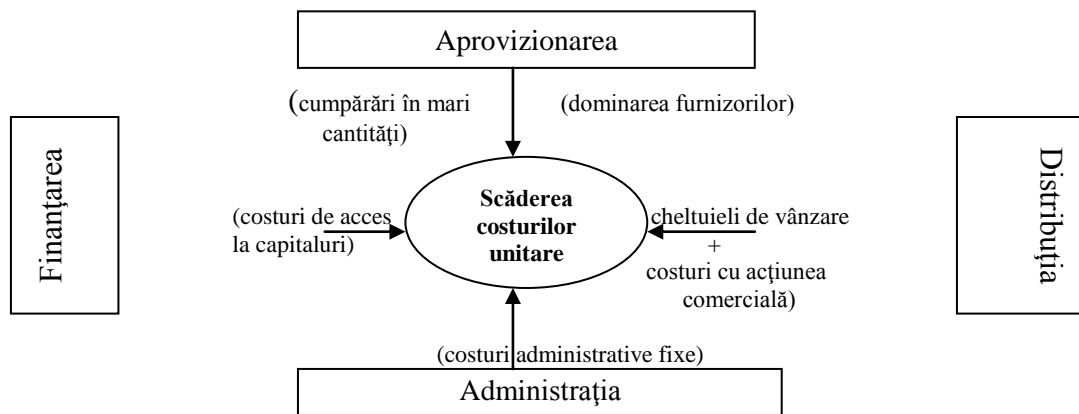 Aprovizionarea
(cumpărări în mari
cantităţi)
(dominarea furnizorilor)
Finanţarea
(costuri de acces
la capitaluri)
Scăderea
costurilor
unitare
cheltuieli de vânzare
+
costuri cu acţiunea
comercială)
Distribuţia
(costuri administrative fixe)
Administraţia